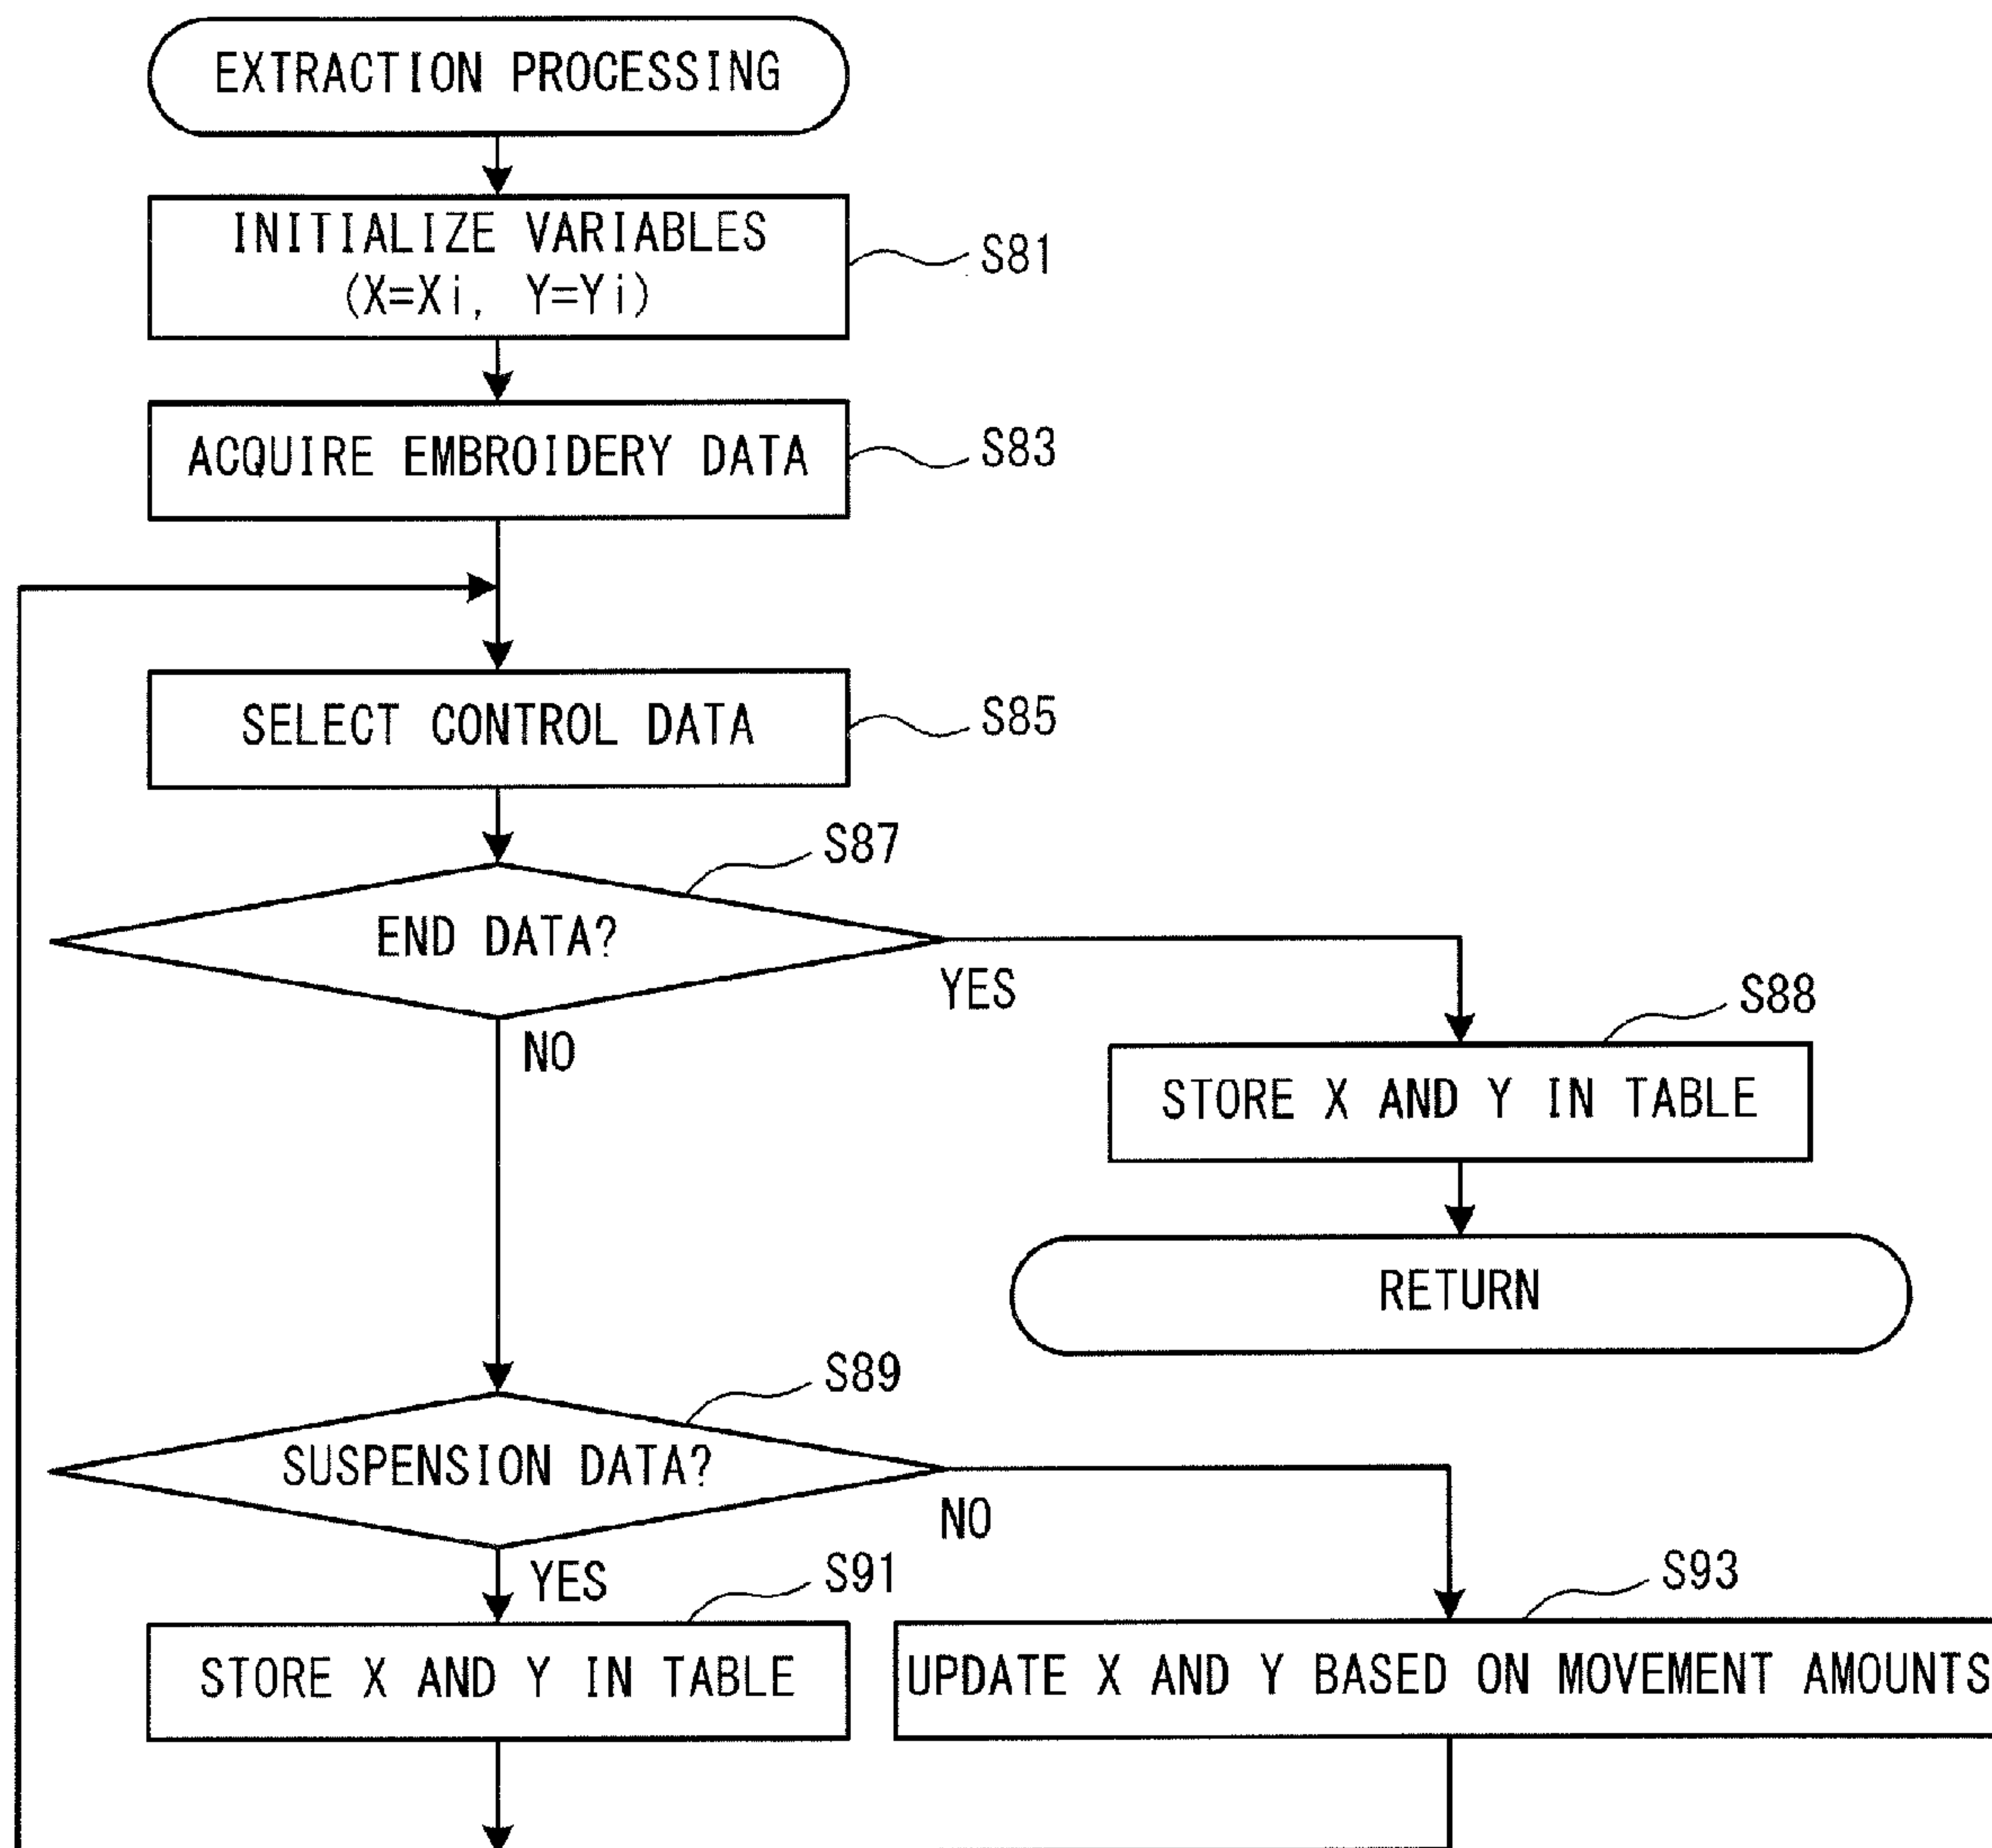 EXTRACTION PROCESSING
INITIALIZE VARIABLES
(X=Xi, Y=Yi)
S81
ACQUIRE EMBROIDERY DATA
S83
SELECT CONTROL DATA
S85
S87
END DATA?
YES
NO
S88
STORE X AND Y IN TABLE
RETURN
S89
SUSPENSION DATA?
NO
YES
S91
S93
STORE X AND Y IN TABLE
UPDATE X AND Y BASED ON MOVEMENT AMOUNTS